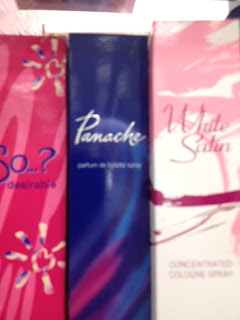 So...?
desirable
Panache
parfum de toilette spray
White
Satin
CONCENTRATED
COLOGNE SPRAY